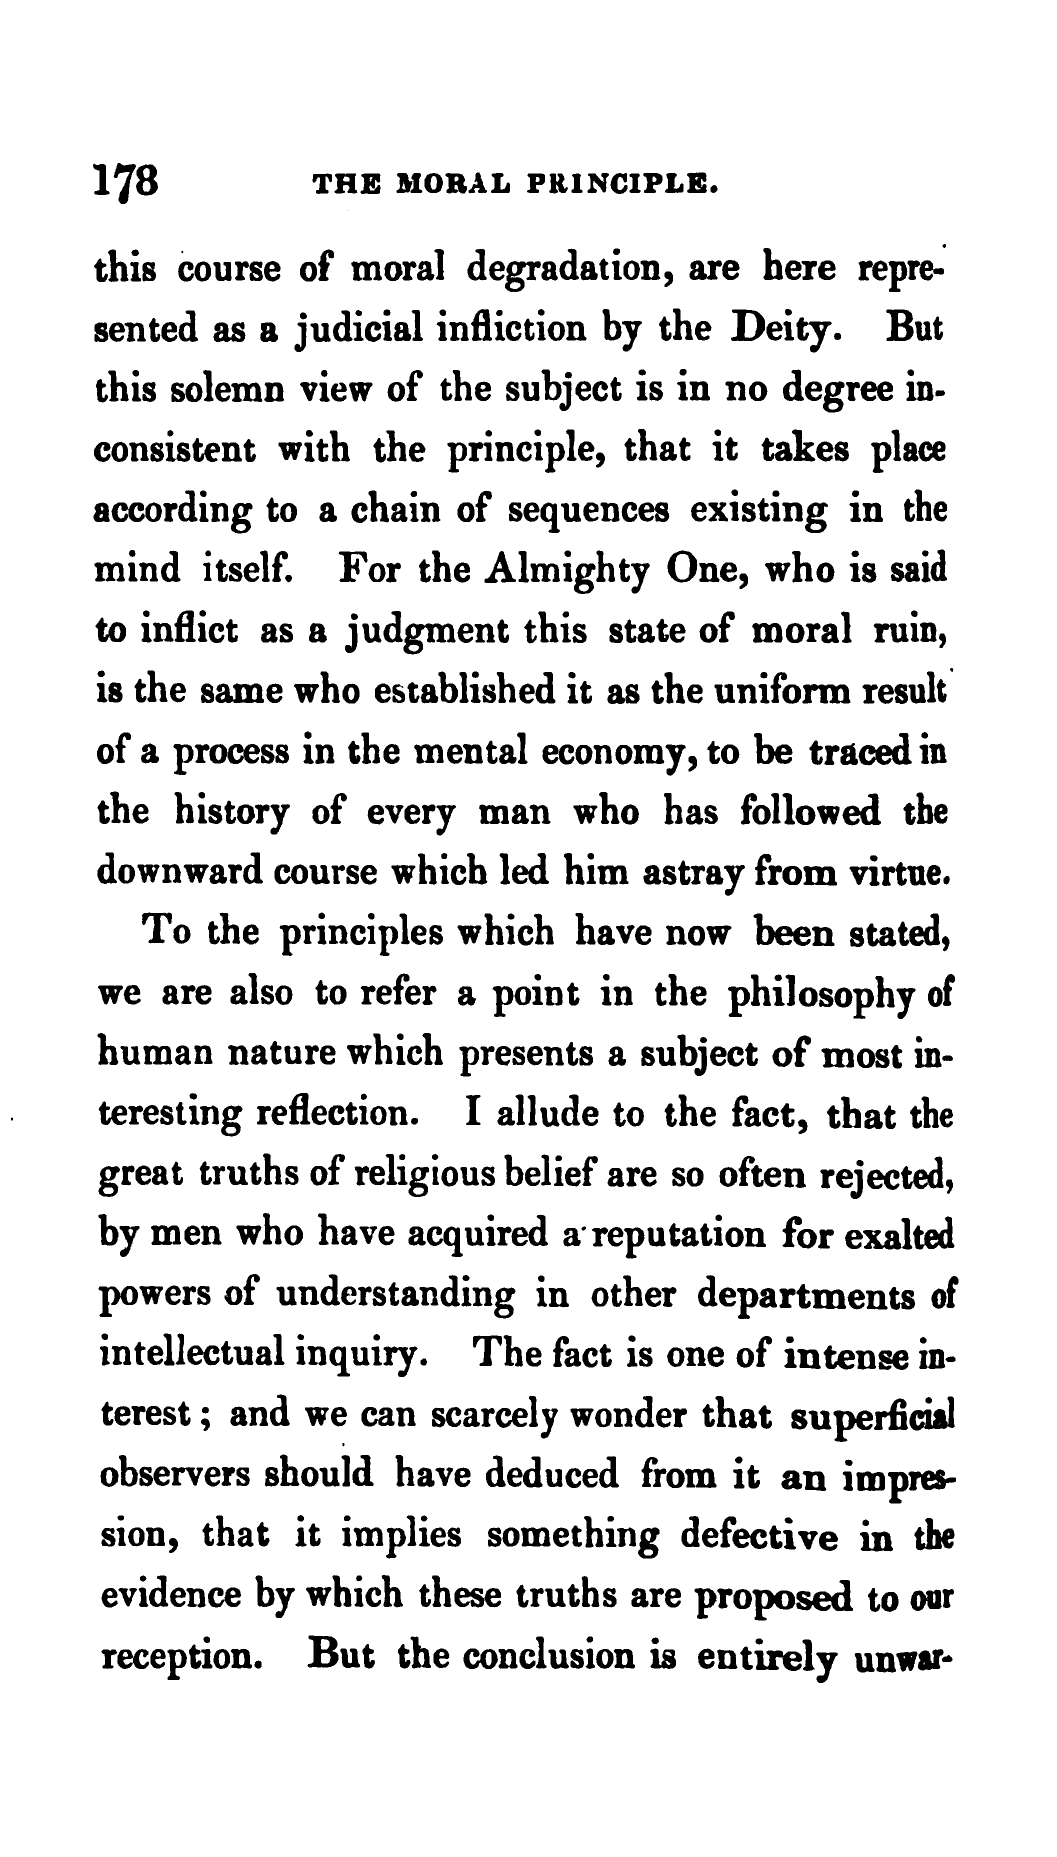 178 THE MORAL PRINCIPLE.
this course of moral degradation, are here repre-
sented as a judicial infliction by the Deity. But
this solemn view of the subject is in no degree in-
consistent with the principle, that it takes place
according to a chain of sequences existing in the
mind itself. For the Almighty One, who is said
to inflict as a judgment this state of moral ruin,
is the same who established it as the uniform result
of a process in the mental economy, to be traced in
the history of every man who has followed the
downward course which led him astray from virtue.
To the principles which have now been stated,
we are also to refer a point in the philosophy of
human nature which presents a subject of most in-
teresting reflection. I allude to the fact, that the
great truths of religious belief are so often rejected,
by men who have acquired a reputation for exalted
powers of understanding in other departments of
intellectual inquiry. The fact is one of intense in-
terest; and we can scarcely wonder that superficial
observers should have deduced from it an impres-
sion, that it implies something defective in the
evidence by which these truths are proposed to our
reception. But the conclusion is entirely unwar-